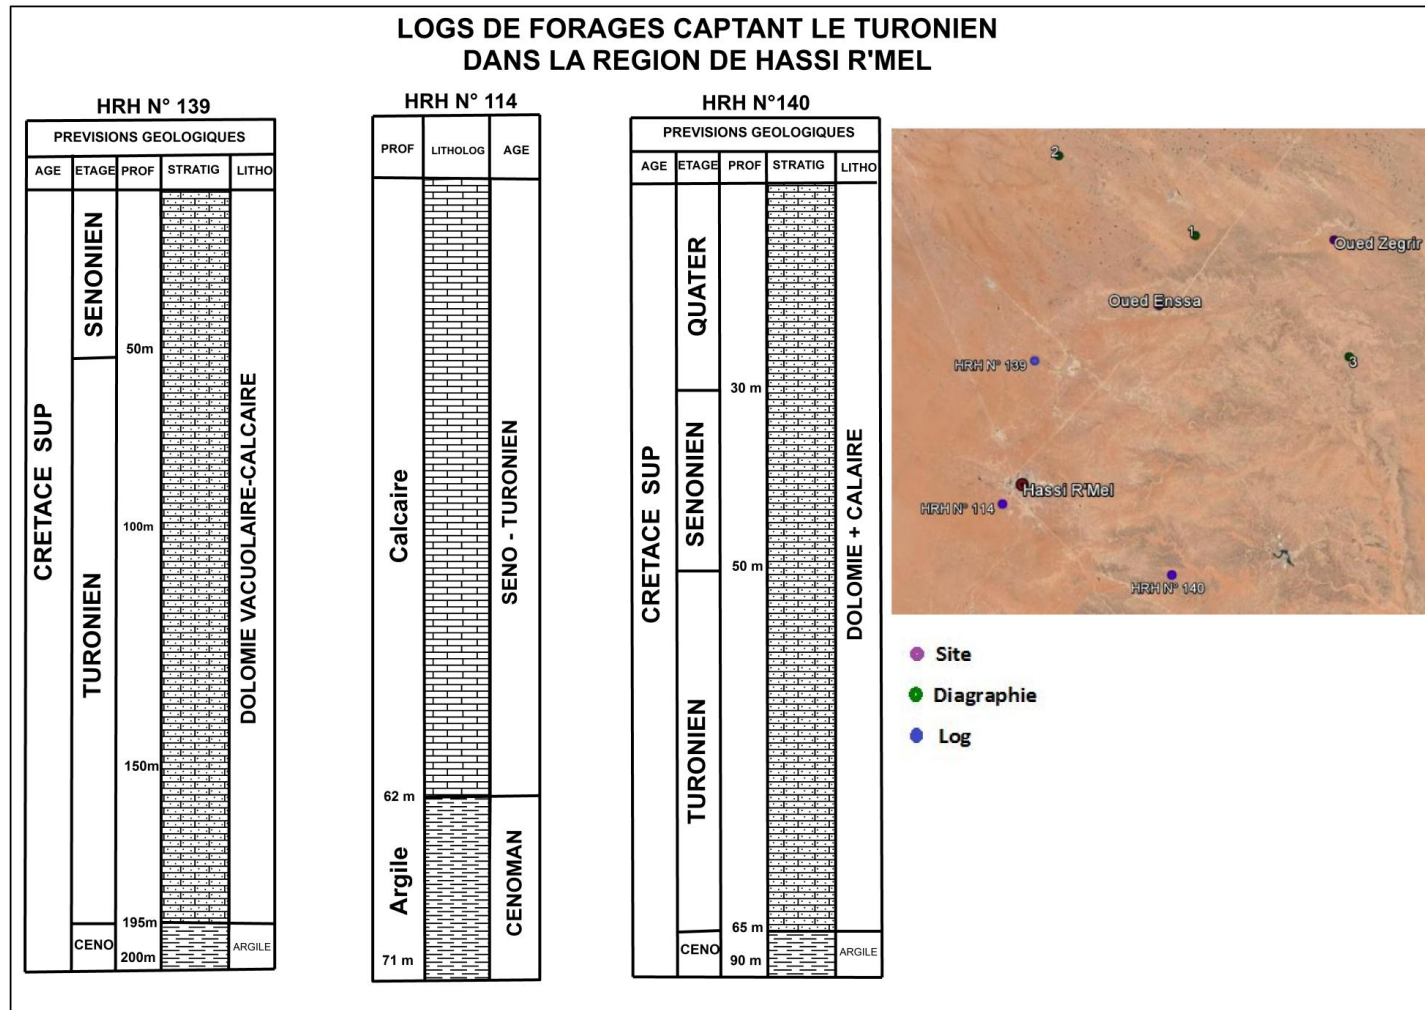 LOGS DE FORAGES CAPTANT LE TURONIEN
DANS LA REGION DE HASSI R'MEL
HRH N° 139
PREVISIONS GEOLOGIQUES
AGE ETAGE PROF STRATIG LITHO
CRETACE SUP
SENONIEN
TURONIEN
CENO
50m
100m
150m
195m
200m
DOLOMIE VACUOLAIRE-CALCAIRE
ARGILE
HRH N° 114
PROF LITHOLOG AGE
Calcaire
Argile
62 m
71 m
SENO - TURONIEN
CENOMAN
HRH N°140
PREVISIONS GEOLOGIQUES
AGE ETAGE PROF STRATIG LITHO
CRETACE SUP
QUATER
SENONIEN
TURONIEN
CENO
30 m
50 m
65 m
90 m
DOLOMIE + CALAIRE
ARGILE
2
1
Oued Zegrir
Oued Enssa
HRH N° 139
3
Hassi R'Mel
HRH N° 114
HRH N° 140
Site
Diagraphie
Log